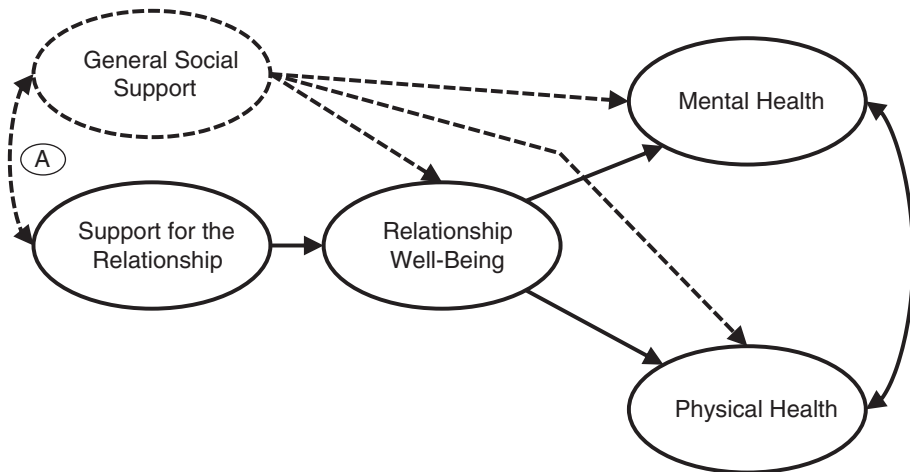 General Social
Support
Mental Health
A
Support for the
Relationship
Relationship
Well-Being
Physical Health